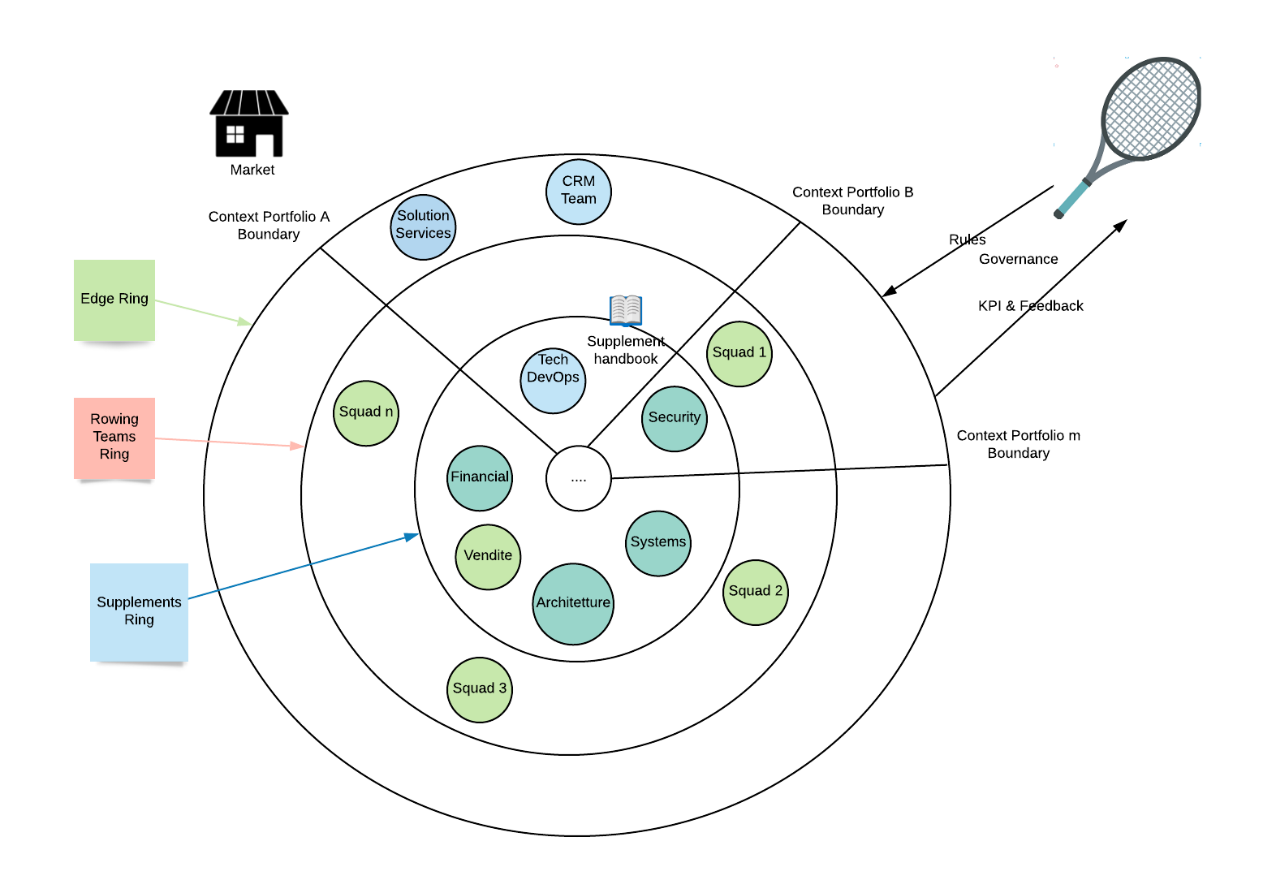 Market
CRM
Team
Solution
Services
Context Portfolio A
Boundary
Context Portfolio B
Boundary
Rules
Governance
KPI & Feedback
Edge Ring
Supplement
handbook
Tech
DevOps
Squad 1
Squad n
Security
Rowing
Teams
Ring
Context Portfolio m
Boundary
Financial
....
Vendite
Systems
Supplements
Ring
Architetture
Squad 2
Squad 3